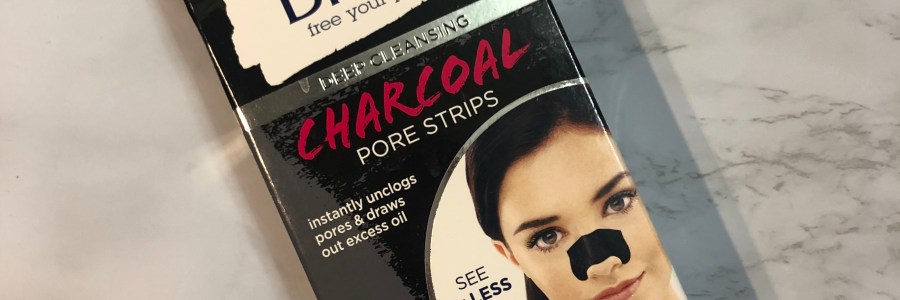 free your
DEEP CLEANSING
CHARCOAL
PORE STRIPS
instantly unclogs
pores & draws
out excess oil
SEE
LESS